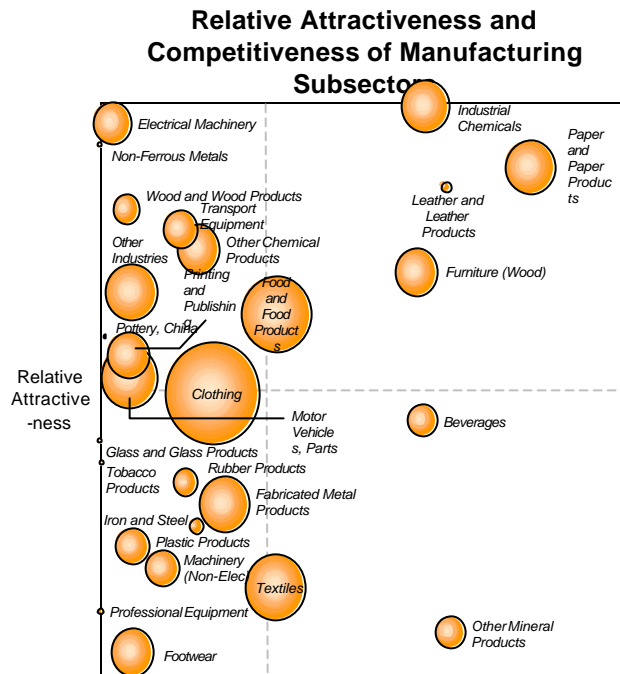 Relative Attractiveness and
Competitiveness of Manufacturing
Subsectors
Electrical Machinery
Industrial
Chemicals
Non-Ferrous Metals
Paper
and
Paper
Produc
ts
Wood and Wood Products
Transport
Equipment
Leather and
Leather
Products
Other
Industries
Other Chemical
Products
Printing
and
Publishin
g
Furniture (Wood)
Food
and
Food
Product
s
Pottery, China
Relative
Attractive
-ness
Clothing
Motor
Vehicle
s, Parts
Beverages
Glass and Glass Products
Tobacco
Products
Rubber Products
Fabricated Metal
Products
Iron and Steel
Plastic Products
Machinery
(Non-Elec)
Textiles
Professional Equipment
Other Mineral
Products
Footwear